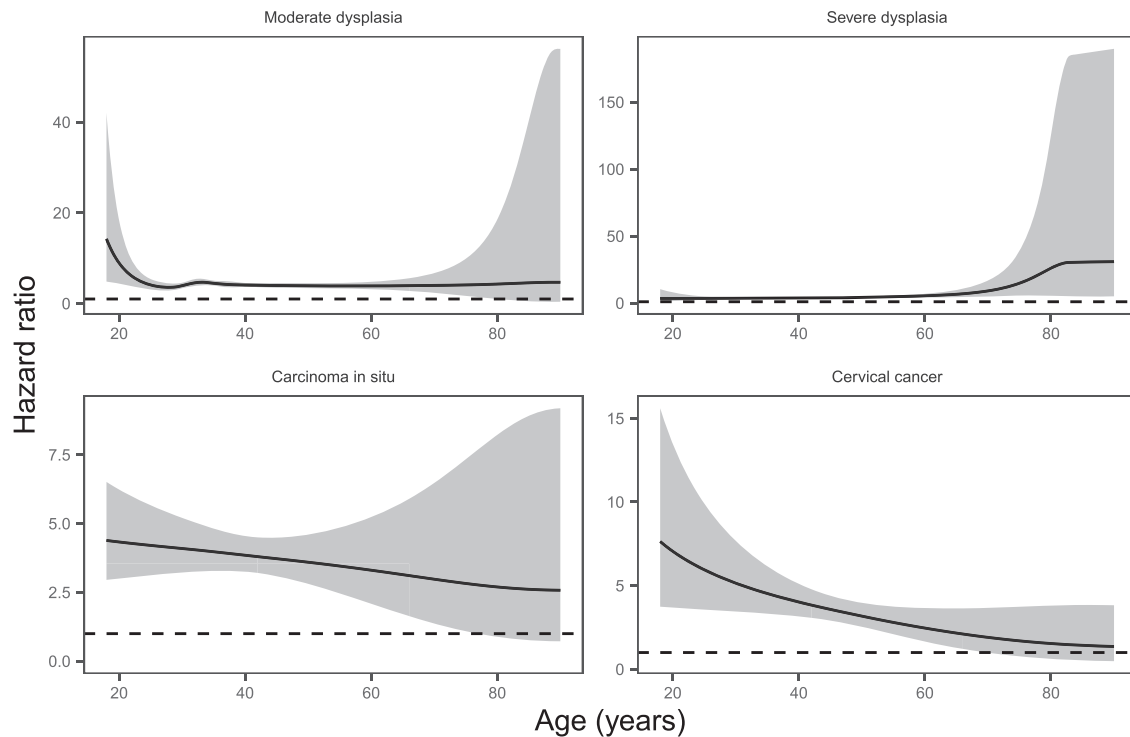 Moderate dysplasia
Severe dysplasia
40
20
0
20 40 60 80
150
100
50
0
20 40 60 80
Hazard ratio
Carcinoma in situ
Cervical cancer
7.5
5.0
2.5
0.0
20 40 60 80
15
10
5
0
20 40 60 80
Age (years)